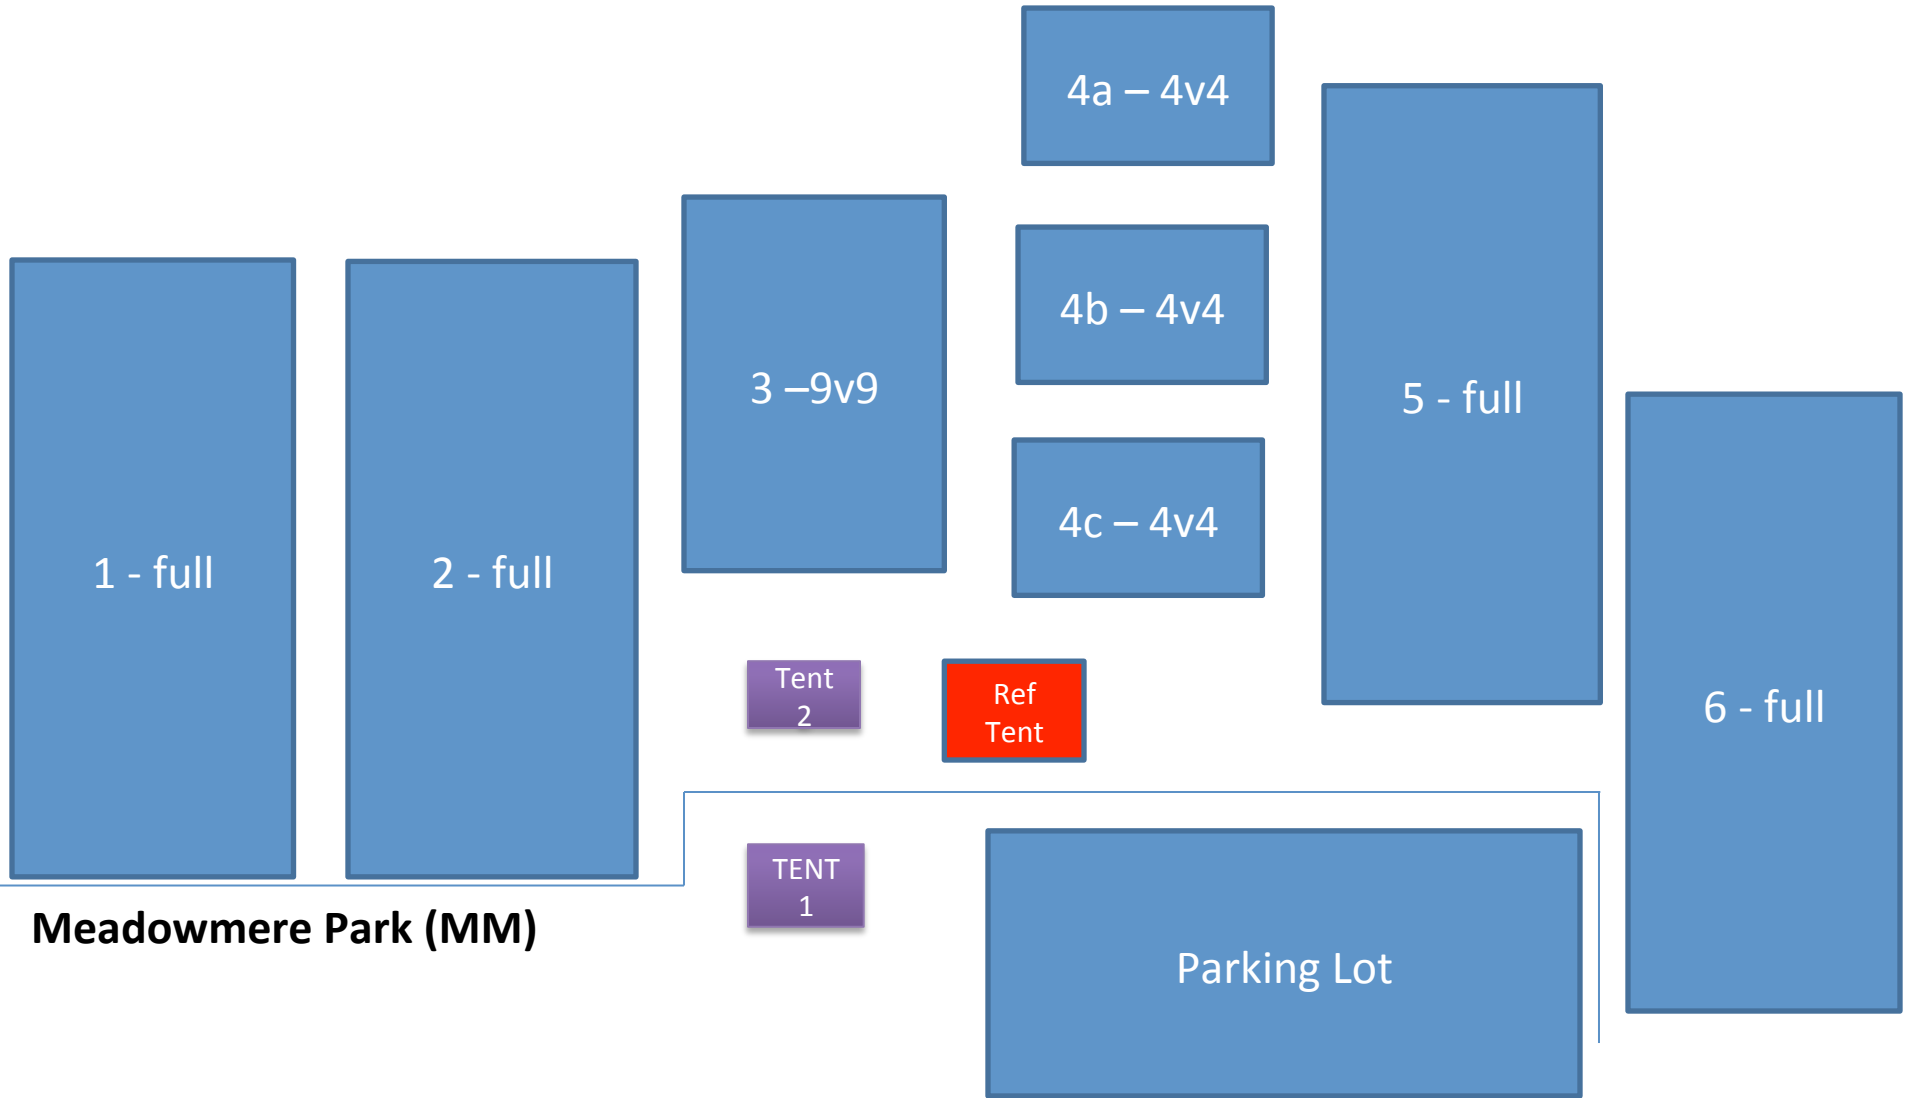 4a – 4v4
4b – 4v4
3 –9v9
5 - full
4c – 4v4
1 - full
2 - full
Tent
2
Ref
Tent
6 - full
TENT
1
Meadowmere Park (MM)
Parking Lot